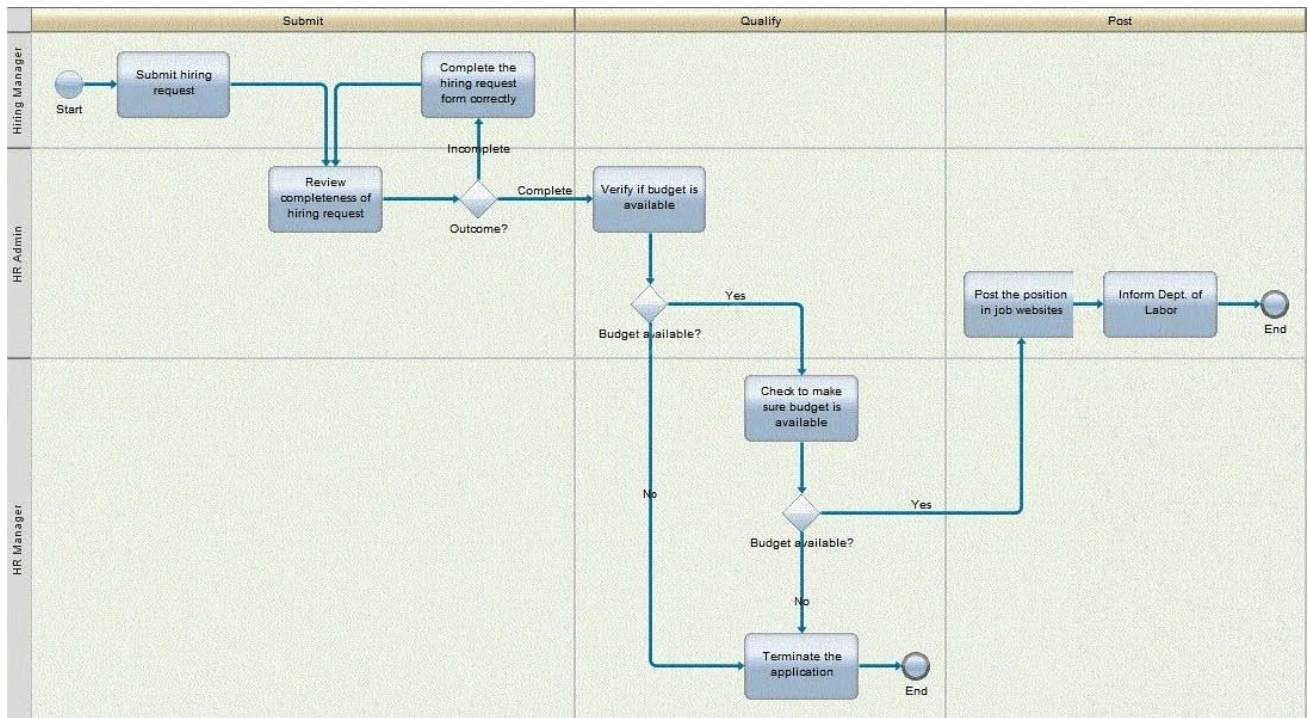 Submit
Qualify
Post
Hiring Manager
Start
Submit hiring
request
Complete the
hiring request
form correctly
Incomplete
HR Admin
Review
completeness of
hiring request
Outcome?
Complete
Verify if budget is
available
Budget available?
Yes
Post the position
in job websites
Inform Dept. of
Labor
End
HR Manager
Check to make
sure budget is
available
No
Budget available?
Yes
No
Terminate the
application
End